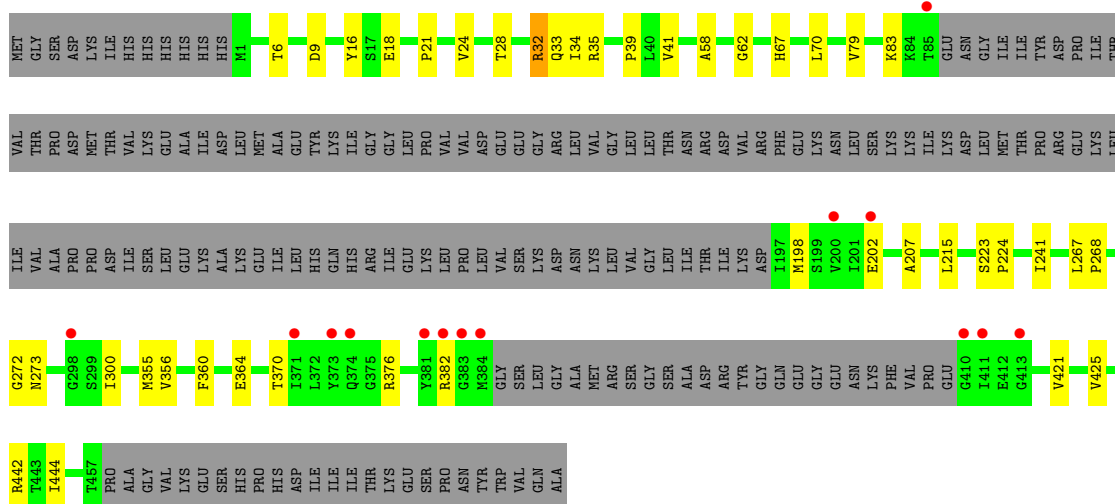 MET GLY SER ASP LYS ILE HIS HIS HIS HIS HIS HIS M1 T6 D9 Y16 S17 E18 P21 V24 T28 R32 Q33 I34 R35 P39 L40 V41 A58 G62 H67 L70 V79 K83 K84 T85 GLU ASN GLY ILE ILE TYR ASP PRO ILE THR
VAL THR PRO ASP MET THR VAL LYS GLU ALA ILE ASP LEU MET ALA GLU TYR LYS ILE GLY GLY LEU PRO VAL VAL ASP GLU GLU GLY ARG LEU VAL GLY LEU LEU THR ASN ARG ASP VAL ARG PHE GLU LYS ASN LEU SER LYS LYS ILE LYS ASP LEU MET THR PRO ARG GLU LYS LEU
ILE VAL ALA PRO PRO ASP ILE SER LEU GLU LYS ALA LYS GLU ILE LEU HIS GLN HIS ARG ILE GLU LYS LEU PRO LEU VAL SER LYS ASP ASN LYS LEU VAL GLY LEU ILE THR ILE LYS ASP I197 M198 S199 V200 I201 E202 A207 L215 S223 P224 I241 L267 P268
G272 N273 G298 S299 I300 M355 V356 F360 E364 T370 I371 L372 Y373 Q374 G375 R376 Y381 R382 G383 M384 GLY SER LEU GLY ALA MET ARG SER GLY SER ALA ASP ARG TYR GLY GLN GLU GLY GLU ASN LYS PHE VAL PRO GLU G410 I411 E412 G413 V421 V425
R442 T443 I444 T457 PRO ALA GLY VAL LYS GLU SER HIS PRO HIS ASP ILE ILE ILE THR LYS GLU SER PRO ASN TYR TRP VAL GLN ALA